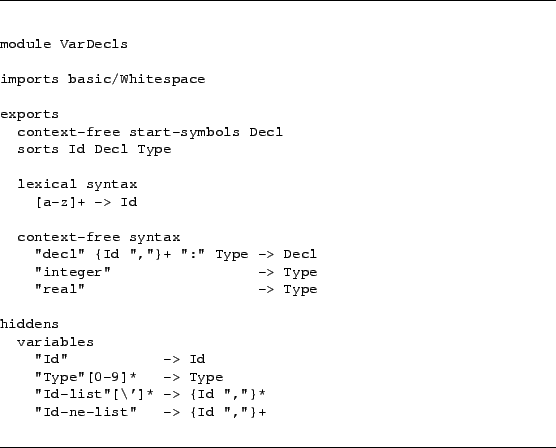 module VarDecls
imports basic/Whitespace
exports
  context-free start-symbols Decl
  sorts Id Decl Type
  lexical syntax
    [a-z]+ -> Id
  context-free syntax
    "decl" {Id ","}+ ":" Type -> Decl
    "integer"                 -> Type
    "real"                    -> Type
hiddens
  variables
    "Id"           -> Id
    "Type"[0-9]*   -> Type
    "Id-list"[\']* -> {Id ","}*
    "Id-ne-list"   -> {Id ","}+